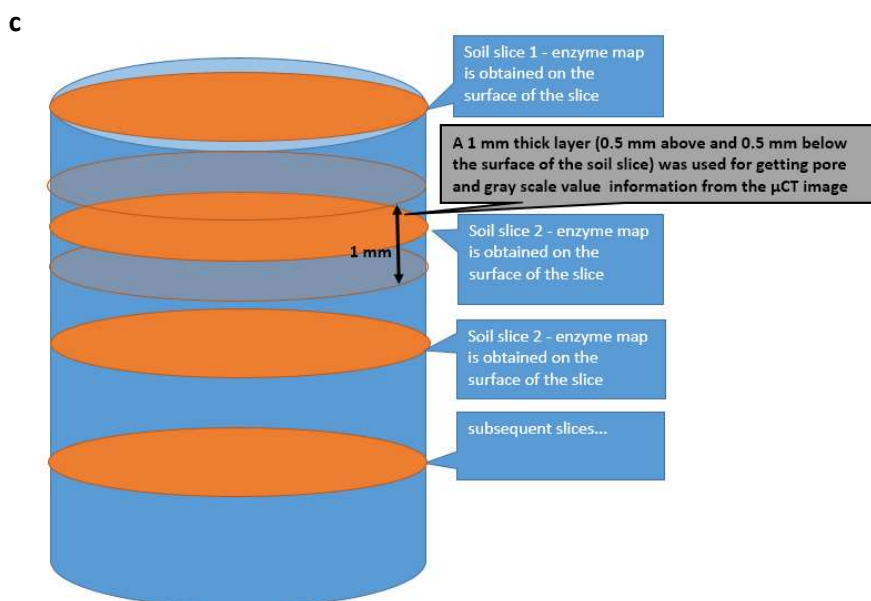 c
Soil slice 1 - enzyme map
is obtained on the
surface of the slice
A 1 mm thick layer (0.5 mm above and 0.5 mm below
the surface of the soil slice) was used for getting pore
and gray scale value information from the µCT image
1 mm
Soil slice 2 - enzyme map
is obtained on the
surface of the slice
Soil slice 2 - enzyme map
is obtained on the
surface of the slice
subsequent slices...